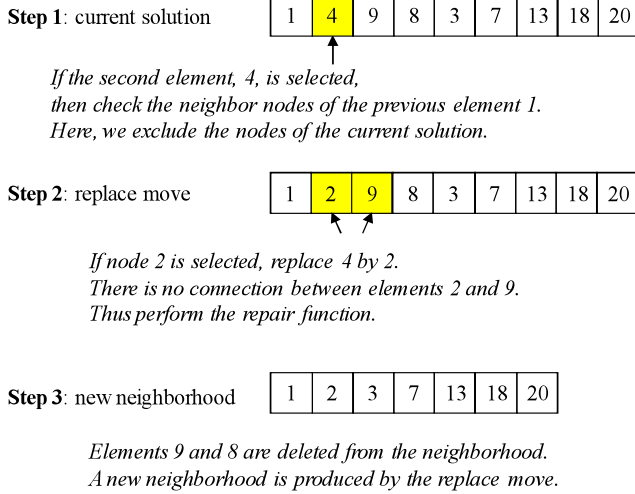 Step 1: current solution 1 4 9 8 3 7 13 18 20
If the second element, 4, is selected,
then check the neighbor nodes of the previous element 1.
Here, we exclude the nodes of the current solution.
Step 2: replace move 1 2 9 8 3 7 13 18 20
If node 2 is selected, replace 4 by 2.
There is no connection between elements 2 and 9.
Thus perform the repair function.
Step 3: new neighborhood 1 2 3 7 13 18 20
Elements 9 and 8 are deleted from the neighborhood.
A new neighborhood is produced by the replace move.